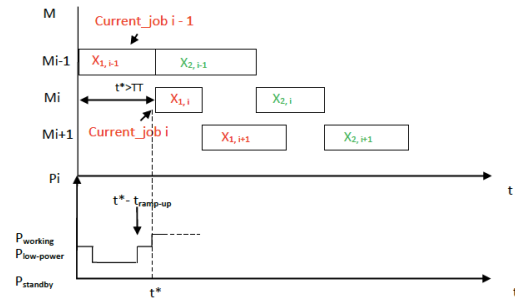 M
Current_job i - 1
Mi-1
X1, i-1
X2, i-1
t*>TT
Mi
X1, i
X2, i
Current_job i
Mi+1
X1, i+1
X2, i+1
Pi
t
t*- tramp-up
Pworking
Plow-power
Pstandby
t*
t